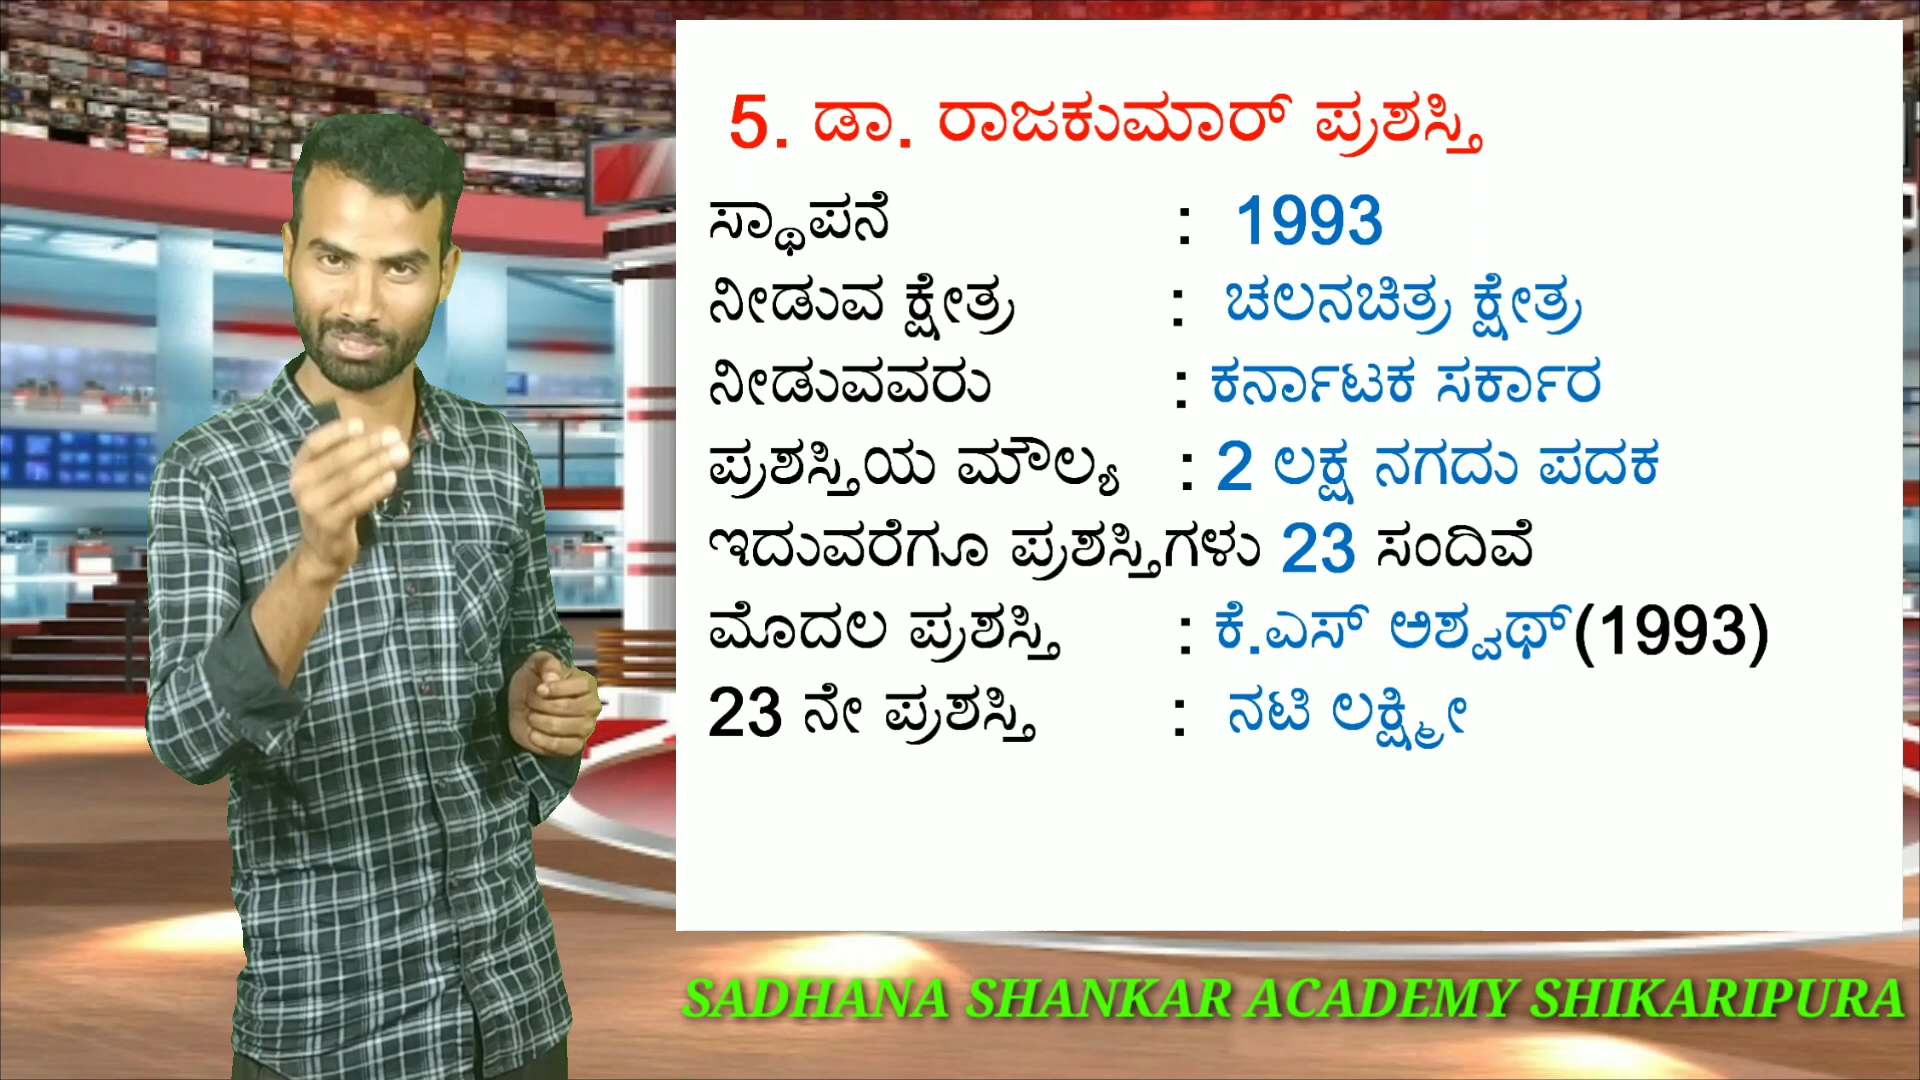 5. ಡಾ. ರಾಜಕುಮಾರ್ ಪ್ರಶಸ್ತಿ
ಸ್ಥಾಪನೆ : 1993
ನೀಡುವ ಕ್ಷೇತ್ರ : ಚಲನಚಿತ್ರ ಕ್ಷೇತ್ರ
ನೀಡುವವರು : ಕರ್ನಾಟಕ ಸರ್ಕಾರ
ಪ್ರಶಸ್ತಿಯ ಮೌಲ್ಯ : 2 ಲಕ್ಷ ನಗದು ಪದಕ
ಇದುವರೆಗೂ ಪ್ರಶಸ್ತಿಗಳು 23 ಸಂದಿವೆ
ಮೊದಲ ಪ್ರಶಸ್ತಿ : ಕೆ.ಎಸ್ ಅಶ್ವಥ್(1993)
23 ನೇ ಪ್ರಶಸ್ತಿ : ನಟಿ ಲಕ್ಷ್ಮೀ
SADHANA SHANKAR ACADEMY SHIKARIPURA